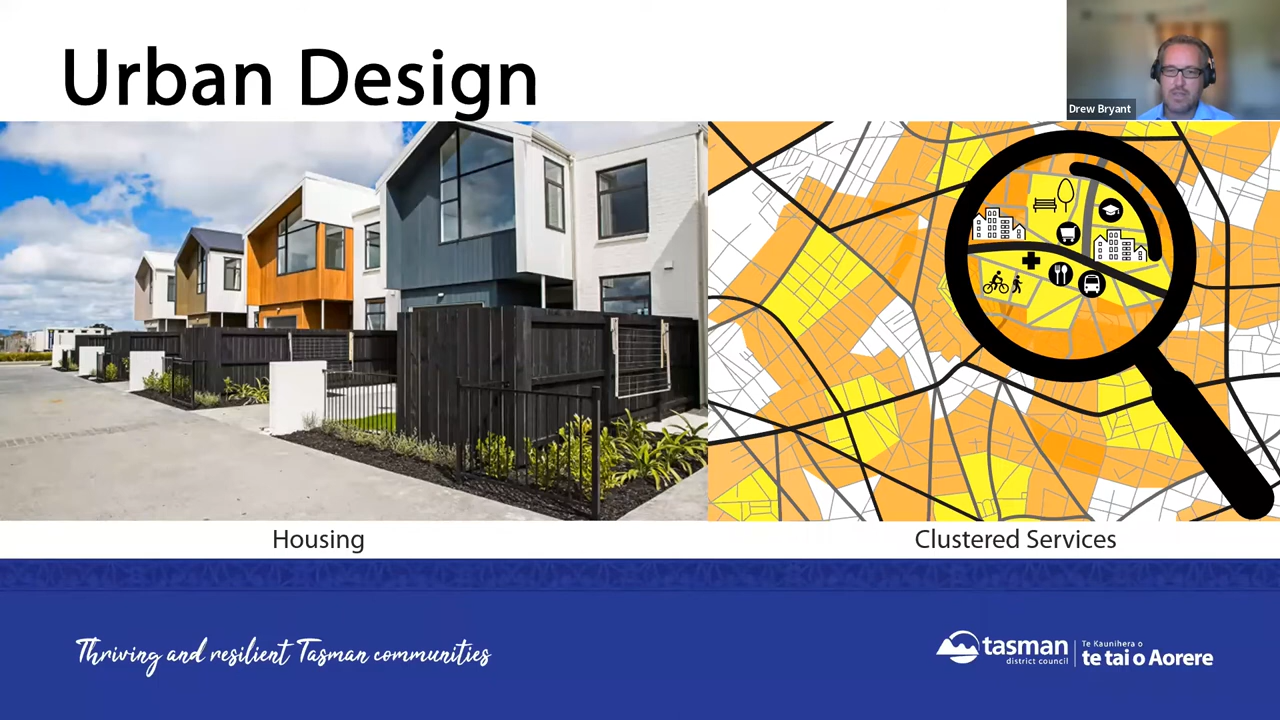 Urban Design
Drew Bryant
Housing
Clustered Services
Thriving and resilient Tasman communities
tasman
district council
Te Kaunihera o
te tai o Aorere